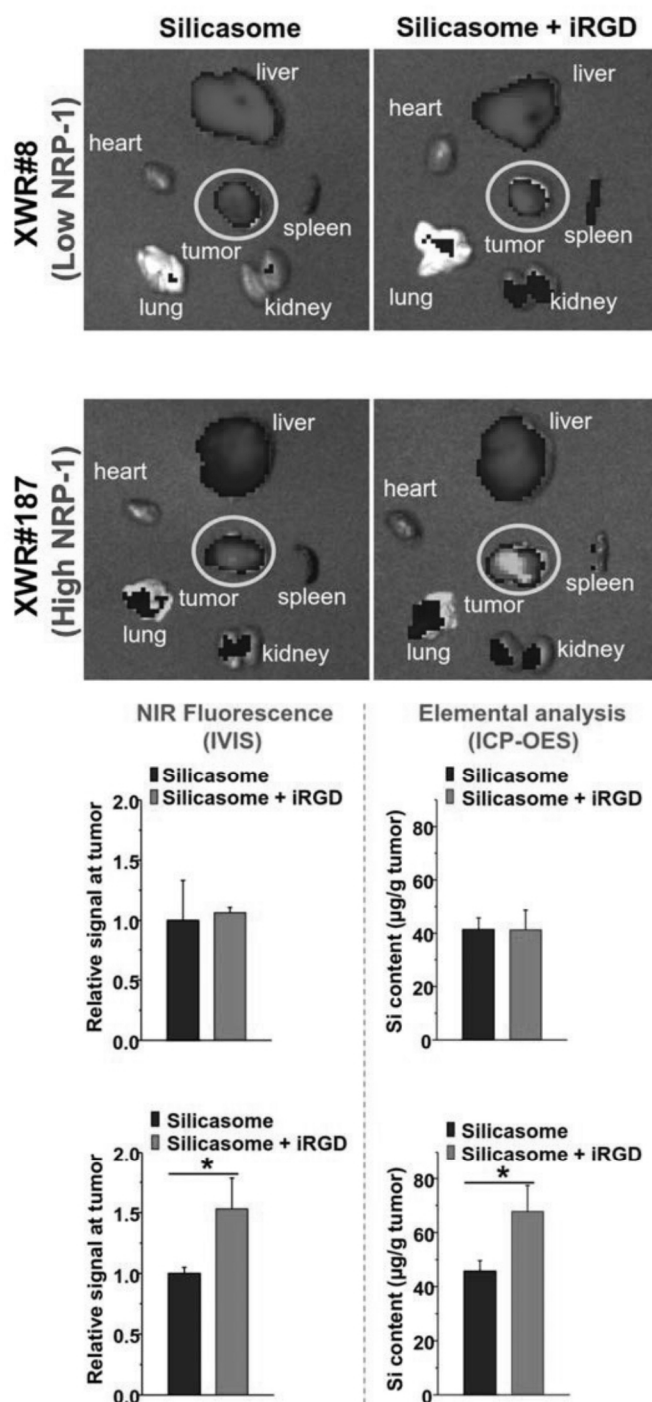 Silicasome
Silicasome + iRGD
XWR#8
(Low NRP-1)
liver
heart
tumor
spleen
lung
kidney
liver
heart
tumor
spleen
lung
kidney
XWR#187
(High NRP-1)
liver
heart
tumor
spleen
lung
kidney
liver
heart
tumor
spleen
lung
kidney
NIR Fluorescence
(IVIS)
Elemental analysis
(ICP-OES)
Silicasome
Silicasome + iRGD
Relative signal at tumor
2.0
1.5
1.0
0.5
0.0
Silicasome
Silicasome + iRGD
Si content (µg/g tumor)
80
60
40
20
0
Silicasome
Silicasome + iRGD
Relative signal at tumor
2.0
1.5
1.0
0.5
0.0
*
Silicasome
Silicasome + iRGD
Si content (µg/g tumor)
80
60
40
20
0
*